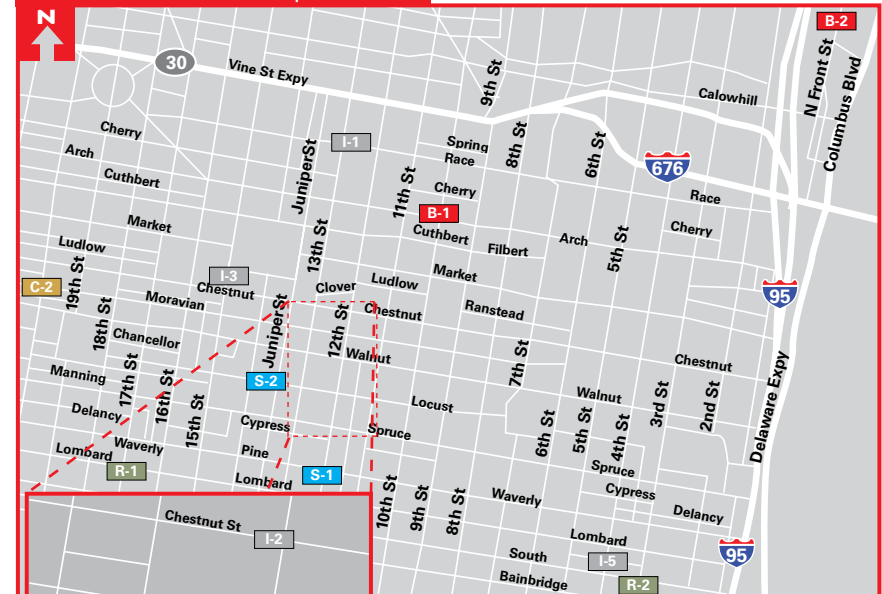 N
B-2
30
Vine St Expy
9th St
N Front St
Columbus Blvd
Calowhill
Cherry
Arch
Cuthbert
Juniper St
I-1
Spring
Race
8th St
6th St
676
Cherry
11th St
B-1
Cuthbert
Filbert
Arch
Race
Cherry
5th St
Market
Ludlow
13th St
C-2
19th St
I-3
Chestnut
Moravian
Clover
Ludlow
Market
Chestnut
Ranstead
95
18th St
Chancellor
Juniper St
12th St
Walnut
7th St
Chestnut
Manning
17th St
16th St
S-2
Walnut
3rd St
2nd St
Delaware Expy
Delancy
15th St
Cypress
Locust
Spruce
6th St
5th St
4th St
Lombard
Waverly
Pine
R-1
Lombard
S-1
Spruce
Cypress
10th St
9th St
8th St
Waverly
Delancy
Chestnut St
I-2
Lombard
South
I-5
95
Bainbridge
R-2